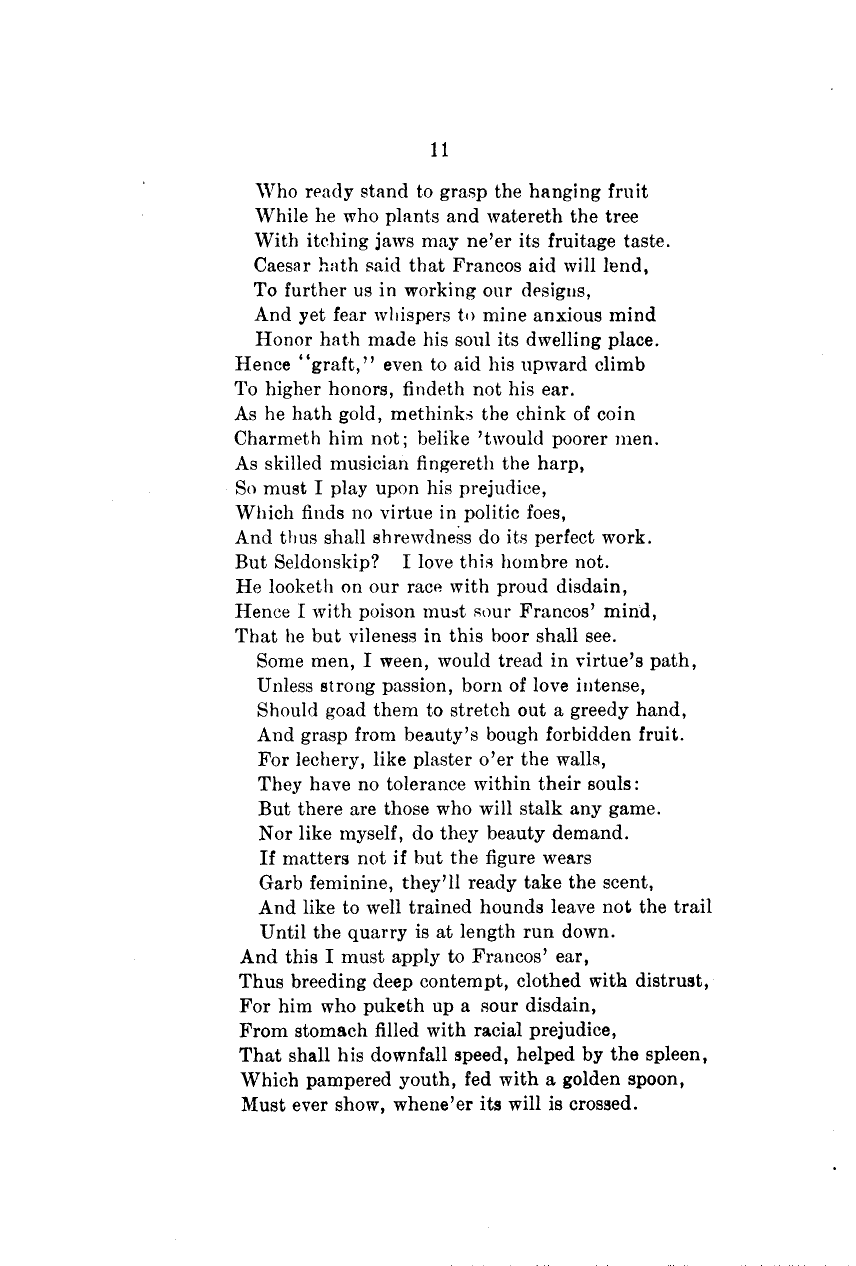 11
Who ready stand to grasp the hanging fruit
While he who plants and watereth the tree
With itching jaws may ne'er its fruitage taste.
Caesar hath said that Francos aid will lend,
To further us in working our designs,
And yet fear whispers to mine anxious mind
Honor hath made his soul its dwelling place.
Hence "graft," even to aid his upward climb
To higher honors, findeth not his ear.
As he hath gold, methinks the chink of coin
Charmeth him not; belike 'twould poorer men.
As skilled musician fingereth the harp,
So must I play upon his prejudice,
Which finds no virtue in politic foes,
And thus shall shrewdness do its perfect work.
But Seldonskip? I love this hombre not.
He looketh on our race with proud disdain,
Hence I with poison must sour Francos' mind,
That he but vileness in this boor shall see.
Some men, I ween, would tread in virtue's path,
Unless strong passion, born of love intense,
Should goad them to stretch out a greedy hand,
And grasp from beauty's bough forbidden fruit.
For lechery, like plaster o'er the walls,
They have no tolerance within their souls:
But there are those who will stalk any game.
Nor like myself, do they beauty demand.
If matters not if but the figure wears
Garb feminine, they'll ready take the scent,
And like to well trained hounds leave not the trail
Until the quarry is at length run down.
And this I must apply to Francos' ear,
Thus breeding deep contempt, clothed with distrust,
For him who puketh up a sour disdain,
From stomach filled with racial prejudice,
That shall his downfall speed, helped by the spleen,
Which pampered youth, fed with a golden spoon,
Must ever show, whene'er its will is crossed.